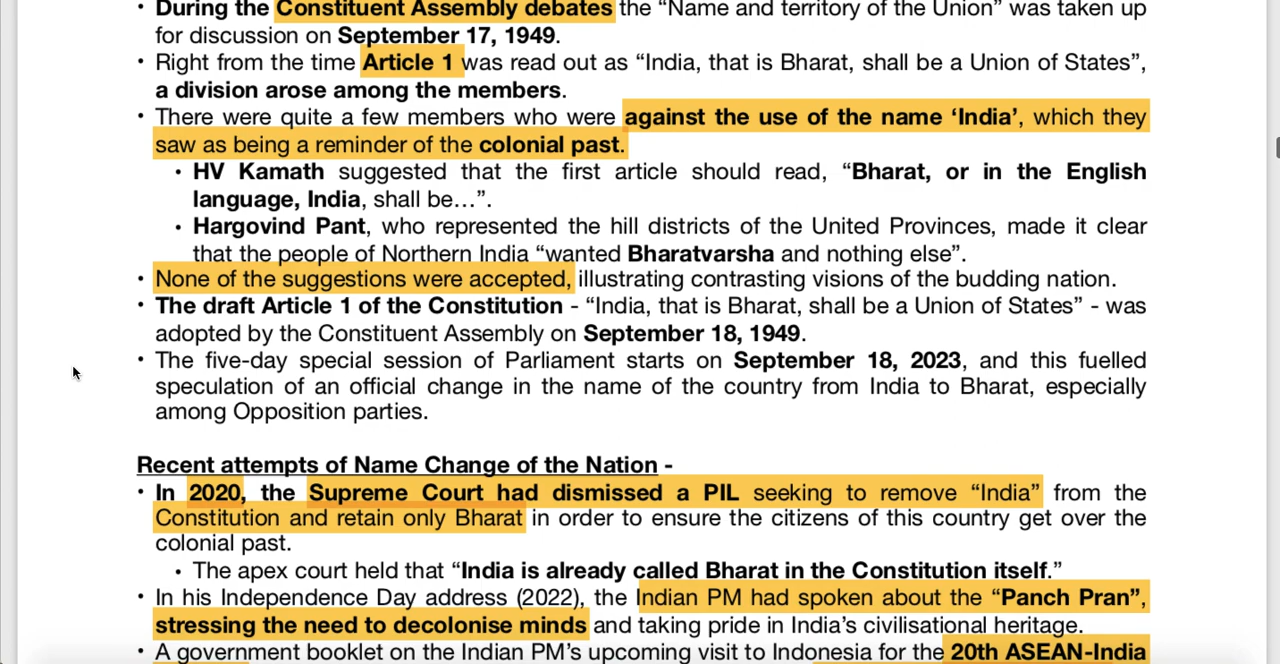 • During the Constituent Assembly debates the “Name and territory of the Union” was taken up
for discussion on September 17, 1949.
• Right from the time Article 1 was read out as “India, that is Bharat, shall be a Union of States”,
a division arose among the members.
• There were quite a few members who were against the use of the name ‘India’, which they
saw as being a reminder of the colonial past.
• HV Kamath suggested that the first article should read, “Bharat, or in the English
language, India, shall be…”.
• Hargovind Pant, who represented the hill districts of the United Provinces, made it clear
that the people of Northern India “wanted Bharatvarsha and nothing else”.
• None of the suggestions were accepted, illustrating contrasting visions of the budding nation.
• The draft Article 1 of the Constitution - “India, that is Bharat, shall be a Union of States” - was
adopted by the Constituent Assembly on September 18, 1949.
• The five-day special session of Parliament starts on September 18, 2023, and this fuelled
speculation of an official change in the name of the country from India to Bharat, especially
among Opposition parties.
Recent attempts of Name Change of the Nation -
• In 2020, the Supreme Court had dismissed a PIL seeking to remove “India” from the
Constitution and retain only Bharat in order to ensure the citizens of this country get over the
colonial past.
• The apex court held that “India is already called Bharat in the Constitution itself.”
• In his Independence Day address (2022), the Indian PM had spoken about the “Panch Pran”,
stressing the need to decolonise minds and taking pride in India’s civilisational heritage.
• A government booklet on the Indian PM’s upcoming visit to Indonesia for the 20th ASEAN-India